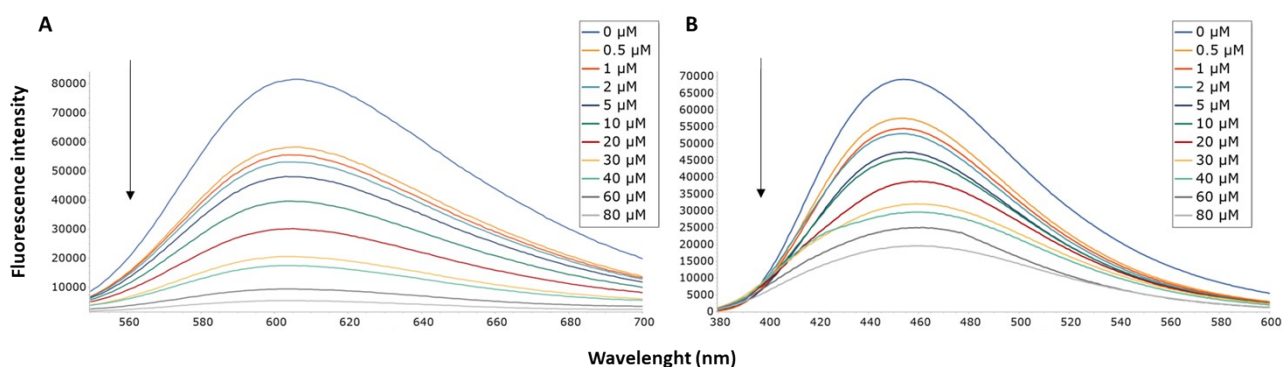 A
Fluorescence intensity
80000
70000
60000
50000
40000
30000
20000
10000
560
580
600
620
640
660
680
700
0 µM
0.5 µM
1 µM
2 µM
5 µM
10 µM
20 µM
30 µM
40 µM
60 µM
80 µM
B
70000
65000
60000
55000
50000
45000
40000
35000
30000
25000
20000
15000
10000
5000
0
380
400
420
440
460
480
500
520
540
560
580
600
0 µM
0.5 µM
1 µM
2 µM
5 µM
10 µM
20 µM
30 µM
40 µM
60 µM
80 µM
Wavelenght (nm)